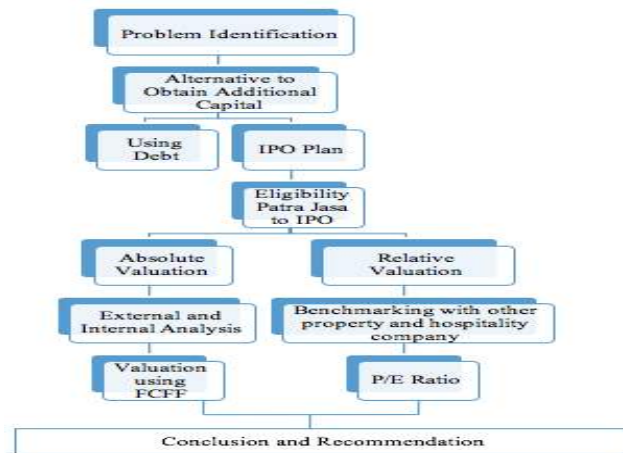 Problem Identification
Alternative to
Obtain Additional
Capital
Using
Debt
IPO Plan
Eligibility
Patra Jasa
to IPO
Absolute
Valuation
Relative
Valuation
External and
Internal Analysis
Benchmarking with other
property and hospitality
company
Valuation
using
FCFF
P/E Ratio
Conclusion and Recommendation